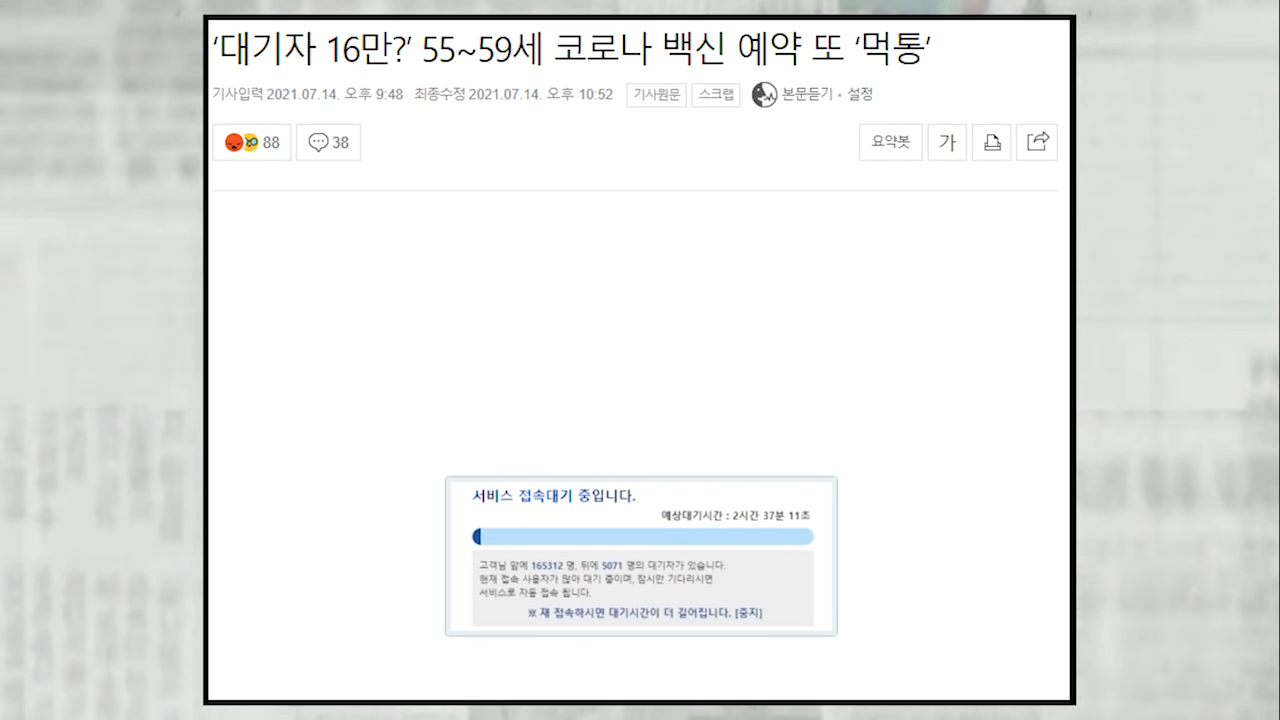 ‘대기자 16만?’ 55~59세 코로나 백신 예약 또 ‘먹통’
기사입력 2021.07.14. 오후 9:48 최종수정 2021.07.14. 오후 10:52 기사원문 스크랩 본문듣기 · 설정
88 38 요약봇 가
서비스 접속대기 중입니다.
예상대기시간 : 2시간 37분 11초
고객님 앞에 165312 명, 뒤에 5071 명의 대기자가 있습니다.
현재 접속 사용자가 많아 대기 중이며, 잠시만 기다리시면
서비스로 자동 접속 됩니다.
※ 재 접속하시면 대기시간이 더 길어집니다. [중지]